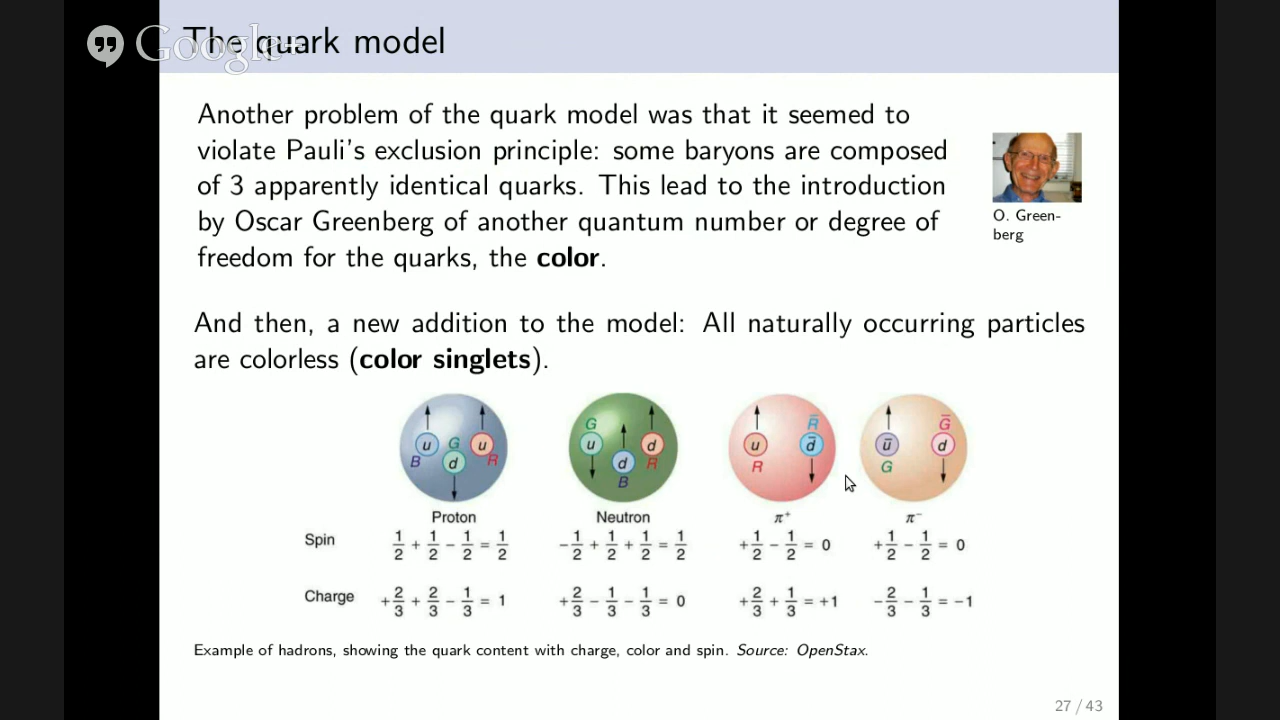 Google+
The quark model
Another problem of the quark model was that it seemed to
violate Pauli's exclusion principle: some baryons are composed
of 3 apparently identical quarks. This lead to the introduction
by Oscar Greenberg of another quantum number or degree of
freedom for the quarks, the color.
O. Green-
berg
And then, a new addition to the model: All naturally occurring particles
are colorless (color singlets).
u B G d u R
G u d B d R
u R R̄ d̄
ū G Ḡ d
Proton Neutron π⁺ π⁻
Spin 1/2 + 1/2 − 1/2 = 1/2 −1/2 + 1/2 + 1/2 = 1/2 +1/2 − 1/2 = 0 +1/2 − 1/2 = 0
Charge +2/3 + 2/3 − 1/3 = 1 +2/3 − 1/3 − 1/3 = 0 +2/3 + 1/3 = +1 −2/3 − 1/3 = −1
Example of hadrons, showing the quark content with charge, color and spin. Source: OpenStax.
27 / 43